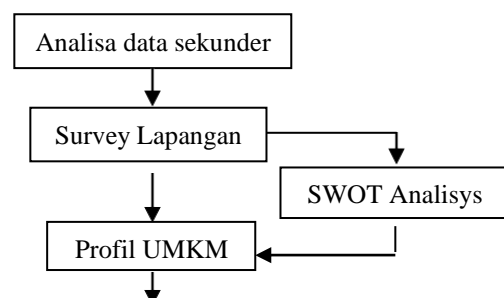 Analisa data sekunder
Survey Lapangan
SWOT Analisys
Profil UMKM